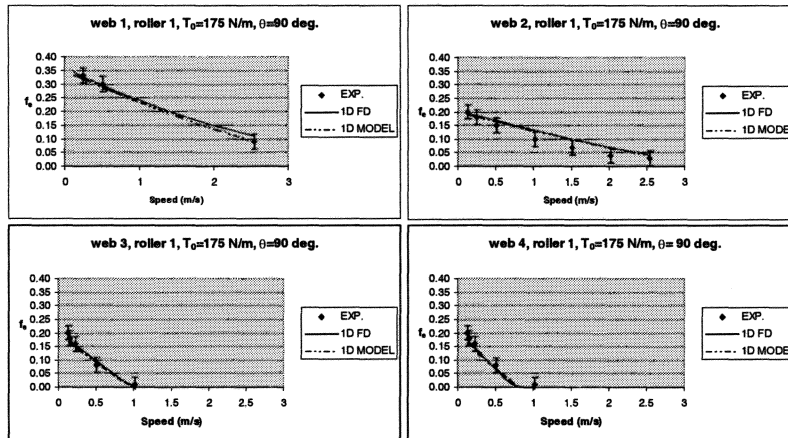 web 1, roller 1, T₀=175 N/m, θ=90 deg.
0.40
0.35
0.30
0.25
0.20
0.15
0.10
0.05
0.00
fₑ
0
1
2
3
Speed (m/s)
EXP.
1D FD
1D MODEL
web 2, roller 1, T₀=175 N/m, θ=90 deg.
0.40
0.35
0.30
0.25
0.20
0.15
0.10
0.05
0.00
fₑ
0
0.5
1
1.5
2
2.5
3
Speed (m/s)
EXP.
1D FD
1D MODEL
web 3, roller 1, T₀=175 N/m, θ=90 deg.
0.40
0.35
0.30
0.25
0.20
0.15
0.10
0.05
0.00
fₑ
0
0.5
1
1.5
2
2.5
3
Speed (m/s)
EXP.
1D FD
1D MODEL
web 4, roller 1, T₀=175 N/m, θ= 90 deg.
0.40
0.35
0.30
0.25
0.20
0.15
0.10
0.05
0.00
fₑ
0
0.5
1
1.5
2
2.5
3
Speed (m/s)
EXP.
1D FD
1D MODEL